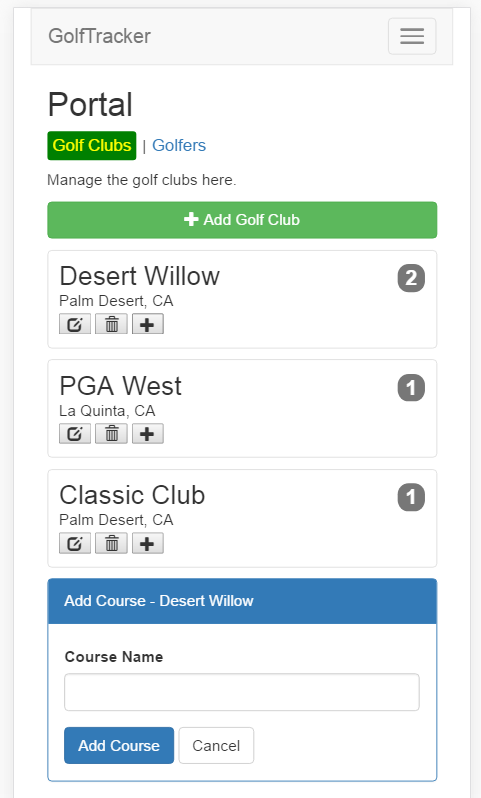 GolfTracker
Portal
Golf Clubs | Golfers
Manage the golf clubs here.
Add Golf Club
Desert Willow 2
Palm Desert, CA
PGA West 1
La Quinta, CA
Classic Club 1
Palm Desert, CA
Add Course - Desert Willow
Course Name
Add Course Cancel